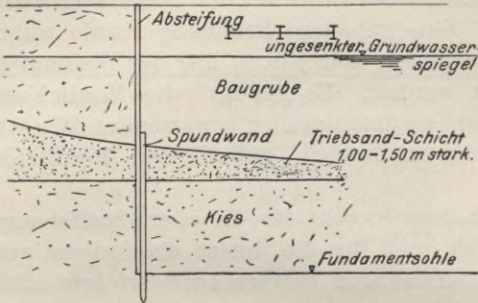 Absteifung
ungesenkter Grundwasser-
spiegel
Baugrube
Spundwand
Triebsand-Schicht
1,00-1,50 m stark.
Kies
Fundamentsohle